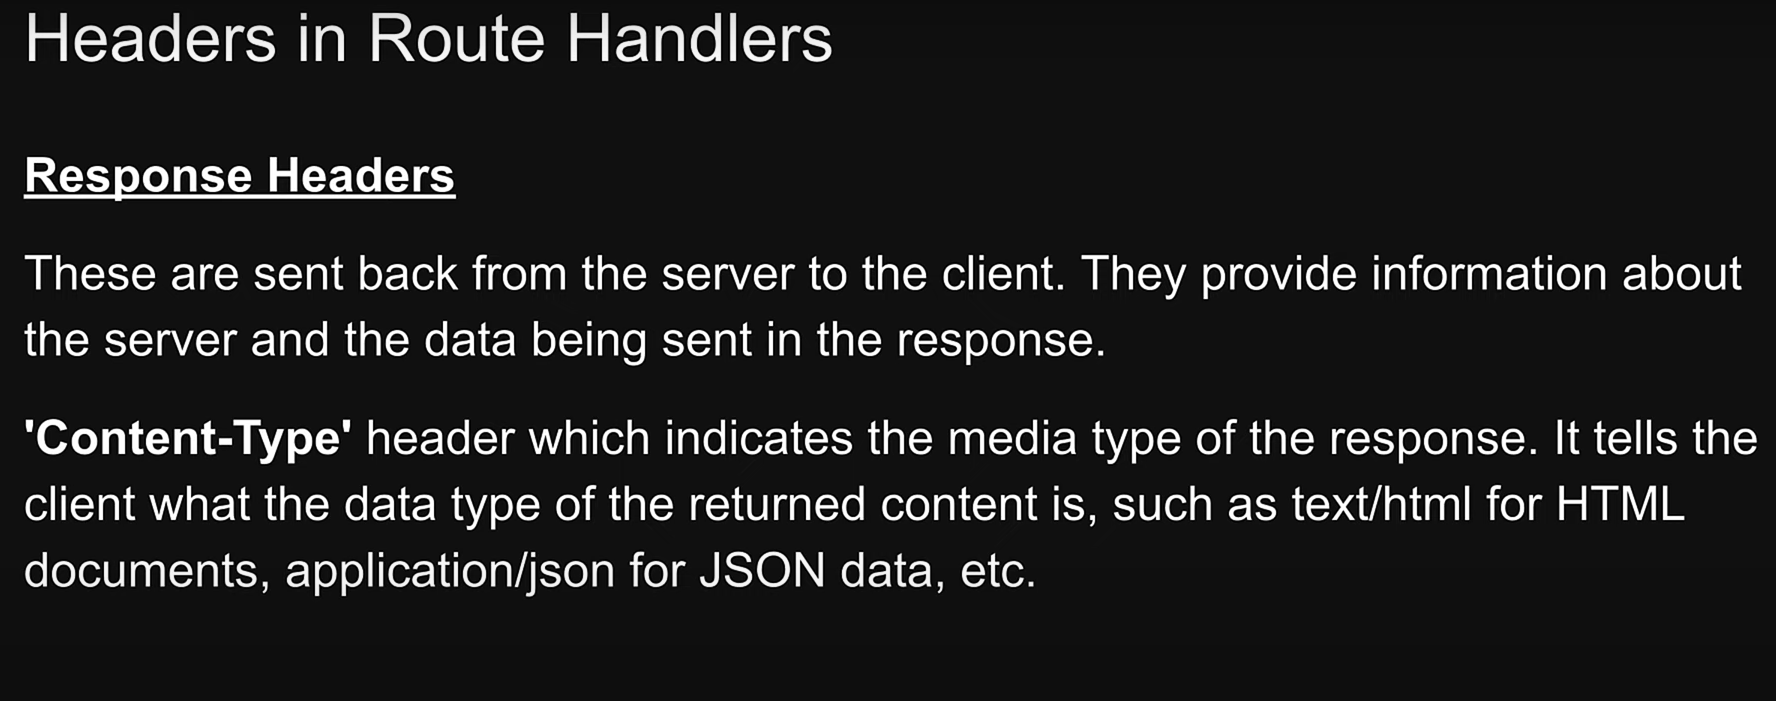 Headers in Route Handlers
Response Headers
These are sent back from the server to the client. They provide information about
the server and the data being sent in the response.
'Content-Type' header which indicates the media type of the response. It tells the
client what the data type of the returned content is, such as text/html for HTML
documents, application/json for JSON data, etc.